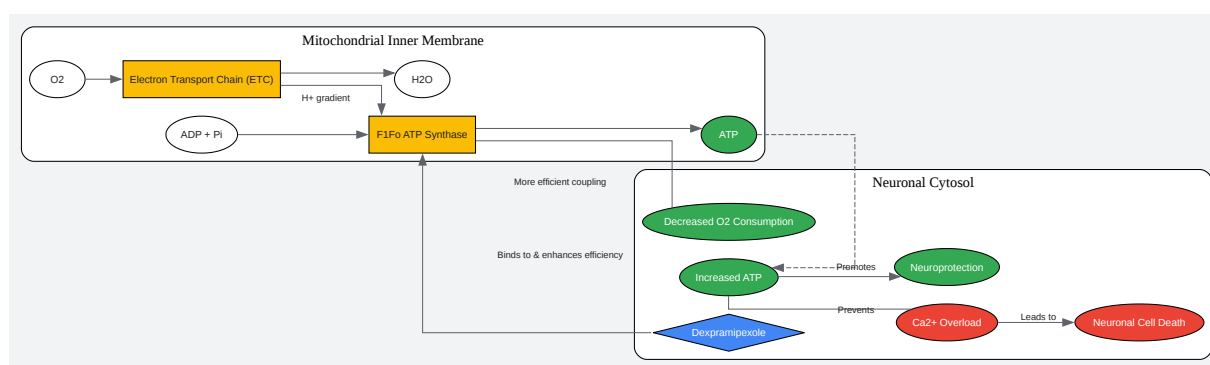 Mitochondrial Inner Membrane
O2
Electron Transport Chain (ETC)
H2O
H+ gradient
ADP + Pi
F1Fo ATP Synthase
ATP
More efficient coupling
Neuronal Cytosol
Decreased O2 Consumption
Binds to & enhances efficiency
Increased ATP
Promotes
Neuroprotection
Prevents
Ca2+ Overload
Leads to
Neuronal Cell Death
Dexpramipexole